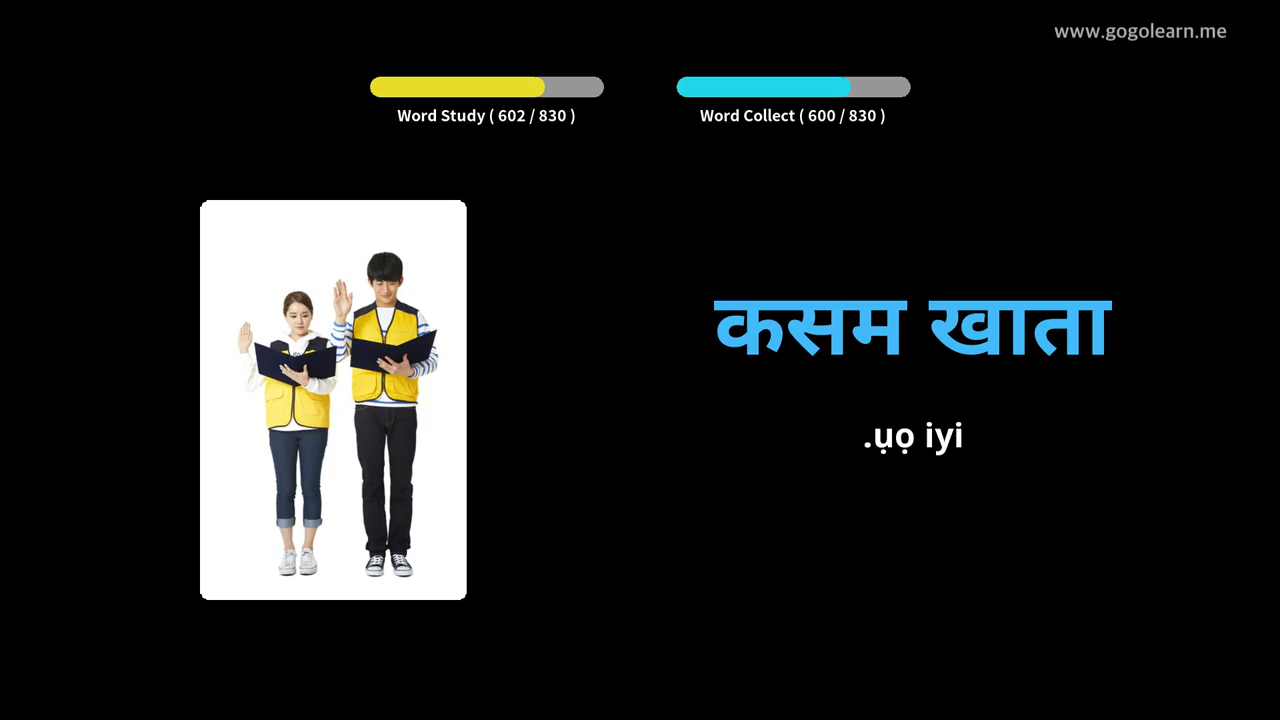 www.gogolearn.me
Word Study ( 602 / 830 )
Word Collect ( 600 / 830 )
कसम खाता
.ụọ iyi